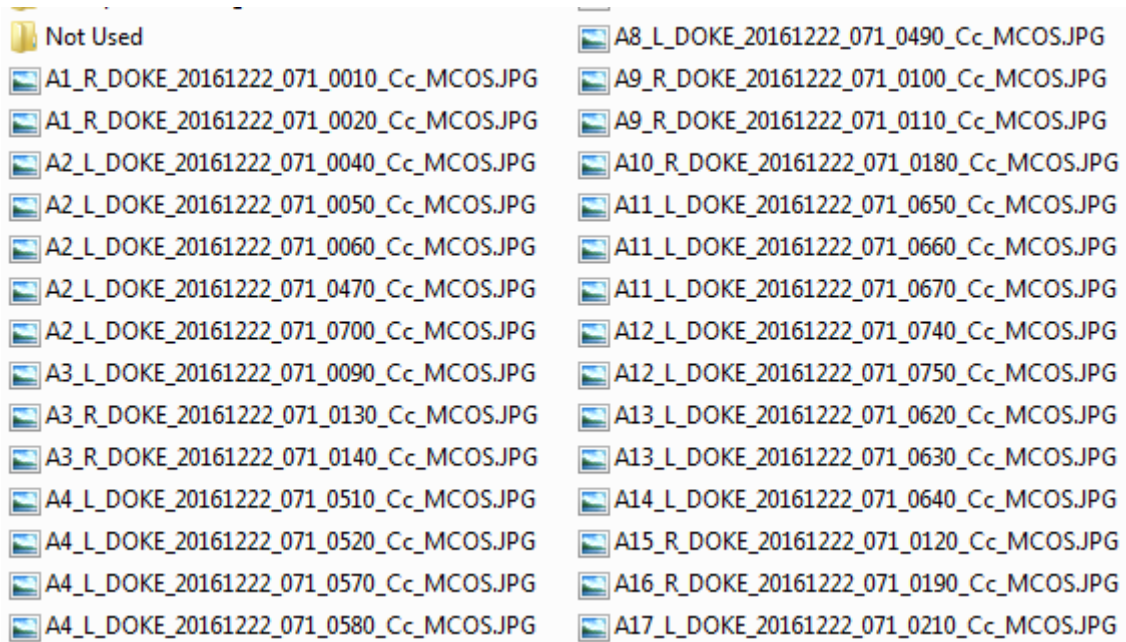 Not Used
A1_R_DOKE_20161222_071_0010_Cc_MCOS.JPG
A1_R_DOKE_20161222_071_0020_Cc_MCOS.JPG
A2_L_DOKE_20161222_071_0040_Cc_MCOS.JPG
A2_L_DOKE_20161222_071_0050_Cc_MCOS.JPG
A2_L_DOKE_20161222_071_0060_Cc_MCOS.JPG
A2_L_DOKE_20161222_071_0470_Cc_MCOS.JPG
A2_L_DOKE_20161222_071_0700_Cc_MCOS.JPG
A3_L_DOKE_20161222_071_0090_Cc_MCOS.JPG
A3_R_DOKE_20161222_071_0130_Cc_MCOS.JPG
A3_R_DOKE_20161222_071_0140_Cc_MCOS.JPG
A4_L_DOKE_20161222_071_0510_Cc_MCOS.JPG
A4_L_DOKE_20161222_071_0520_Cc_MCOS.JPG
A4_L_DOKE_20161222_071_0570_Cc_MCOS.JPG
A4_L_DOKE_20161222_071_0580_Cc_MCOS.JPG
A8_L_DOKE_20161222_071_0490_Cc_MCOS.JPG
A9_R_DOKE_20161222_071_0100_Cc_MCOS.JPG
A9_R_DOKE_20161222_071_0110_Cc_MCOS.JPG
A10_R_DOKE_20161222_071_0180_Cc_MCOS.JPG
A11_L_DOKE_20161222_071_0650_Cc_MCOS.JPG
A11_L_DOKE_20161222_071_0660_Cc_MCOS.JPG
A11_L_DOKE_20161222_071_0670_Cc_MCOS.JPG
A12_L_DOKE_20161222_071_0740_Cc_MCOS.JPG
A12_L_DOKE_20161222_071_0750_Cc_MCOS.JPG
A13_L_DOKE_20161222_071_0620_Cc_MCOS.JPG
A13_L_DOKE_20161222_071_0630_Cc_MCOS.JPG
A14_L_DOKE_20161222_071_0640_Cc_MCOS.JPG
A15_R_DOKE_20161222_071_0120_Cc_MCOS.JPG
A16_R_DOKE_20161222_071_0190_Cc_MCOS.JPG
A17_L_DOKE_20161222_071_0210_Cc_MCOS.JPG